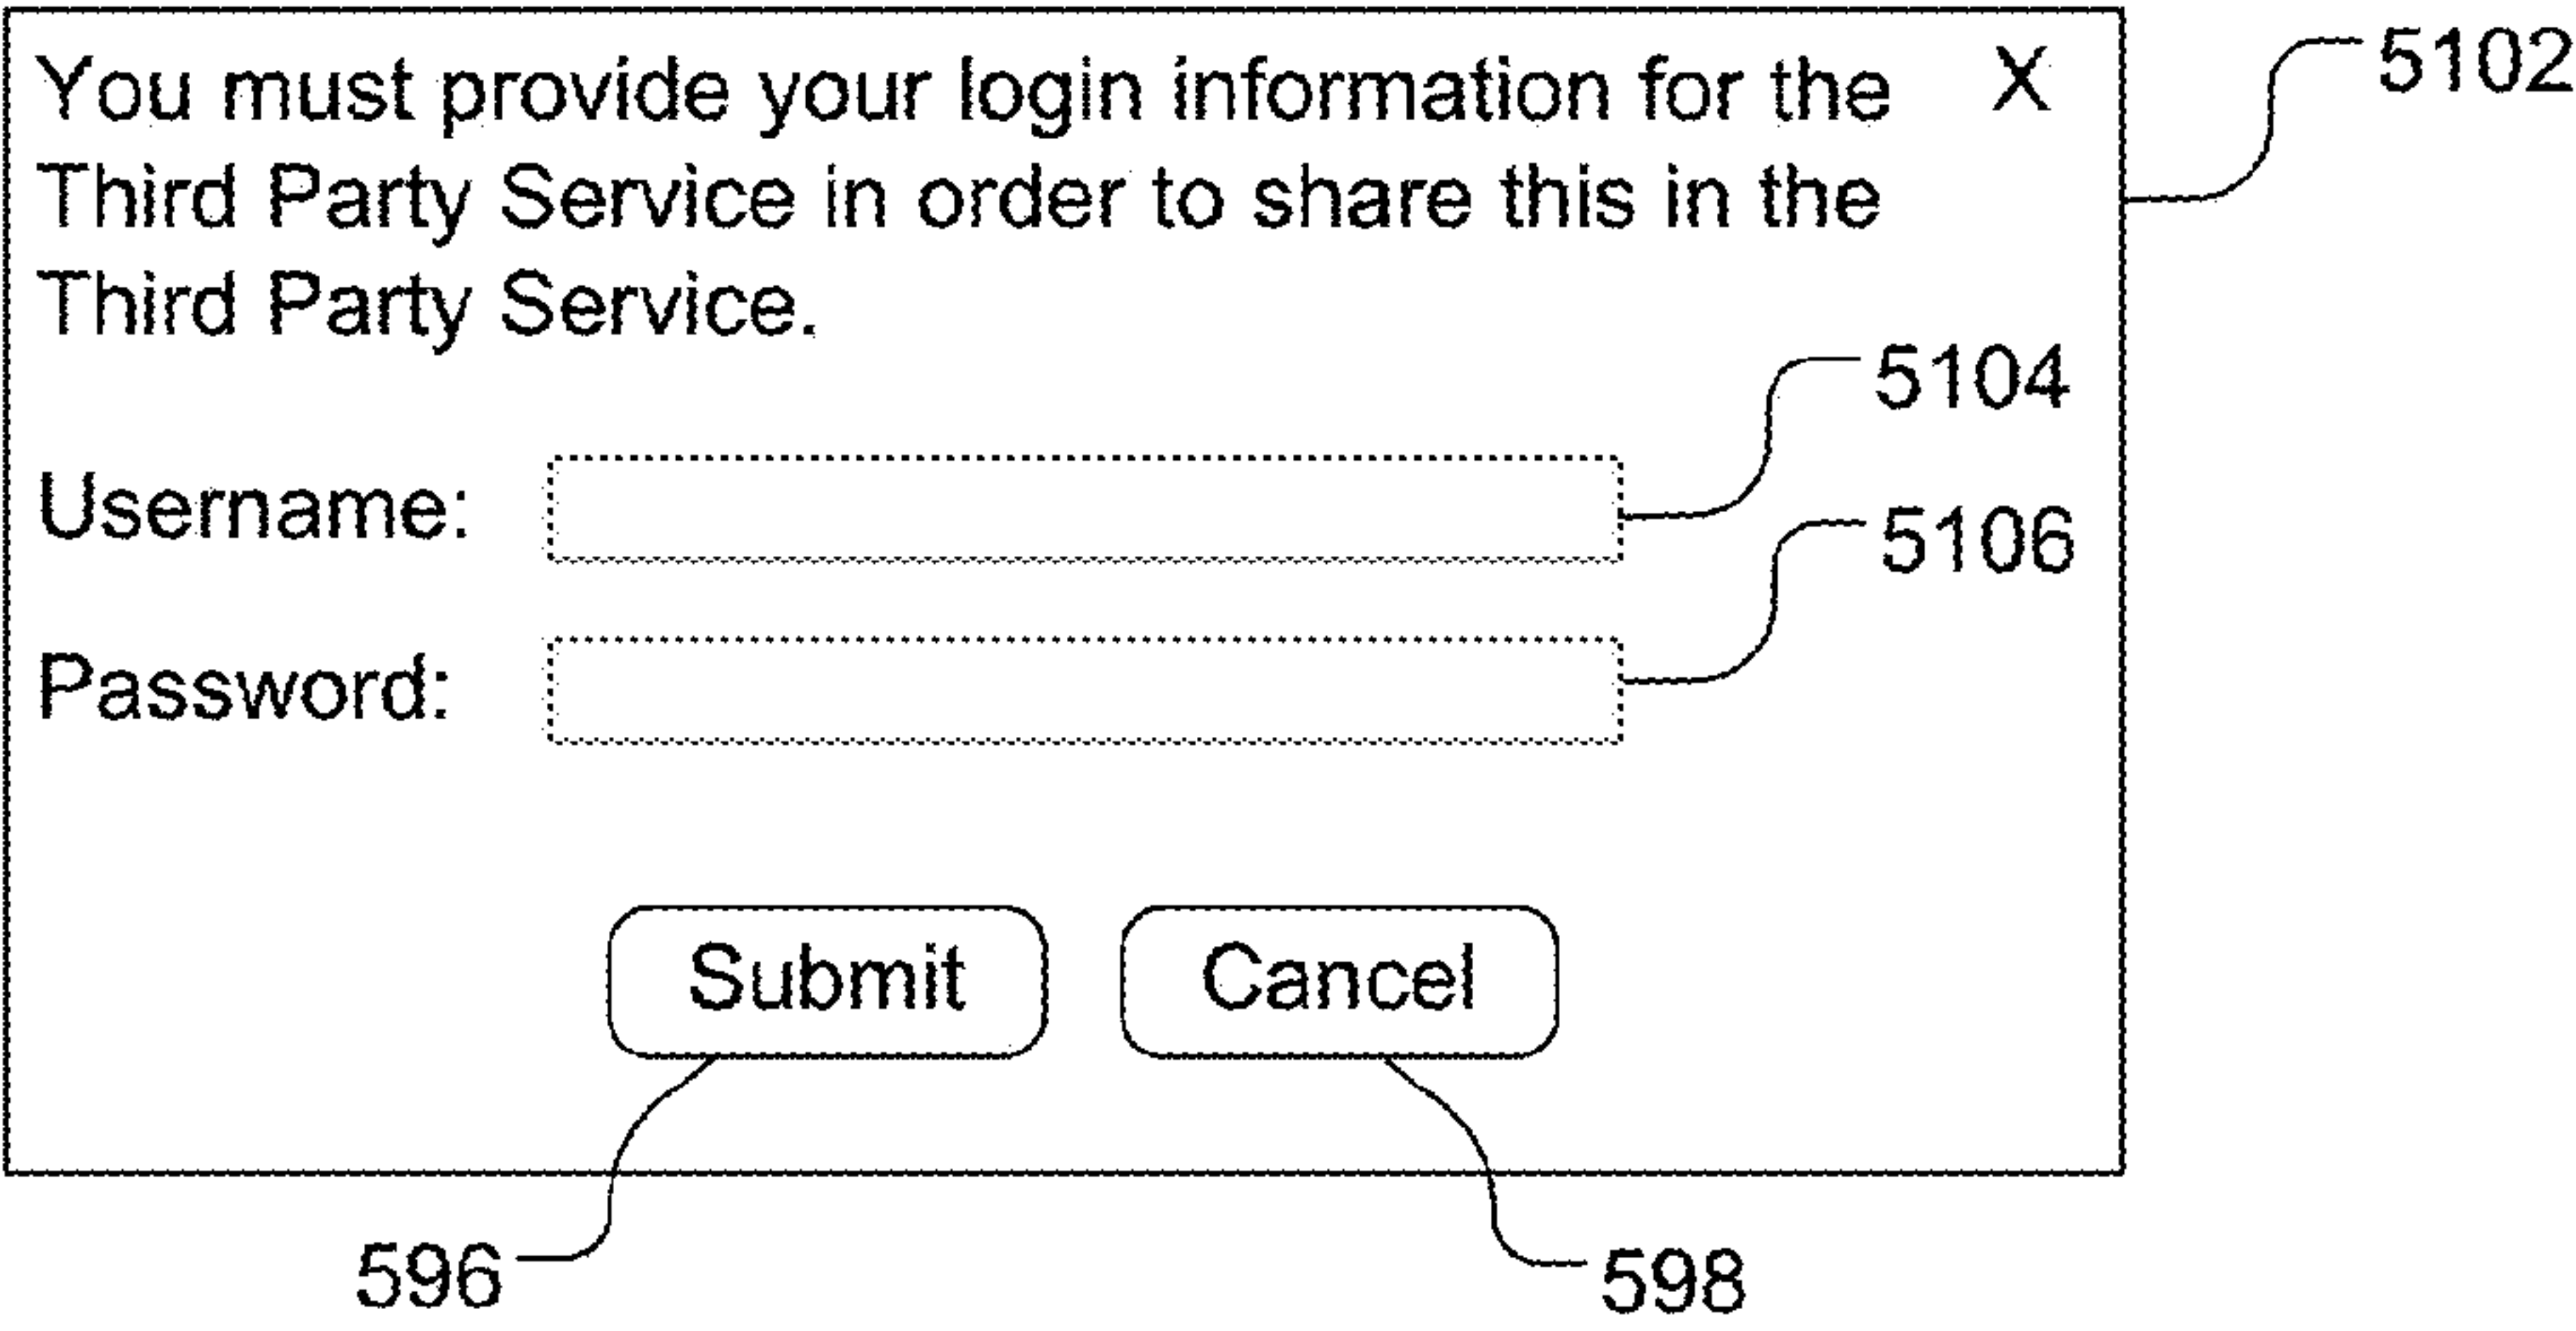 You must provide your login information for the X 5102
Third Party Service in order to share this in the
Third Party Service.
5104
Username:
5106
Password:
Submit Cancel
596 598